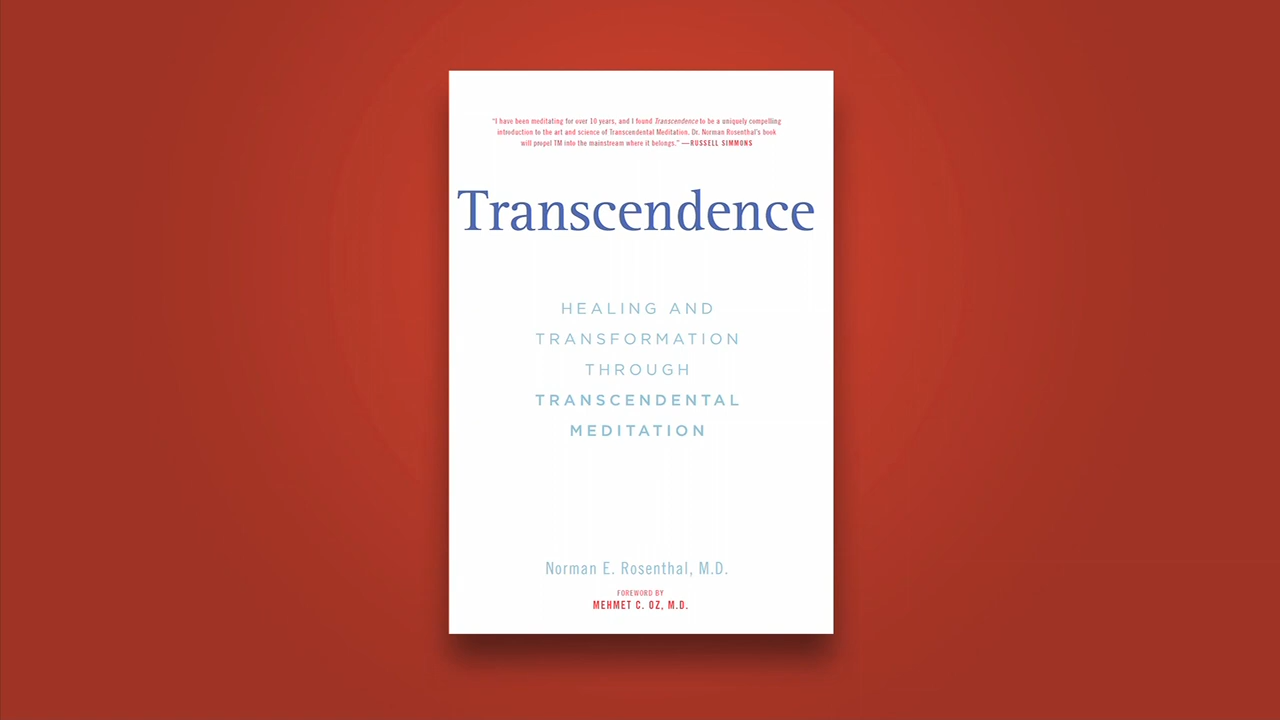 “I have been meditating for over 10 years, and I found Transcendence to be a uniquely compelling
introduction to the art and science of Transcendental Meditation. Dr. Norman Rosenthal's book
will propel TM into the mainstream where it belongs.” —RUSSELL SIMMONS
Transcendence
HEALING AND
TRANSFORMATION
THROUGH
TRANSCENDENTAL
MEDITATION
Norman E. Rosenthal, M.D.
FOREWORD BY
MEHMET C. OZ, M.D.